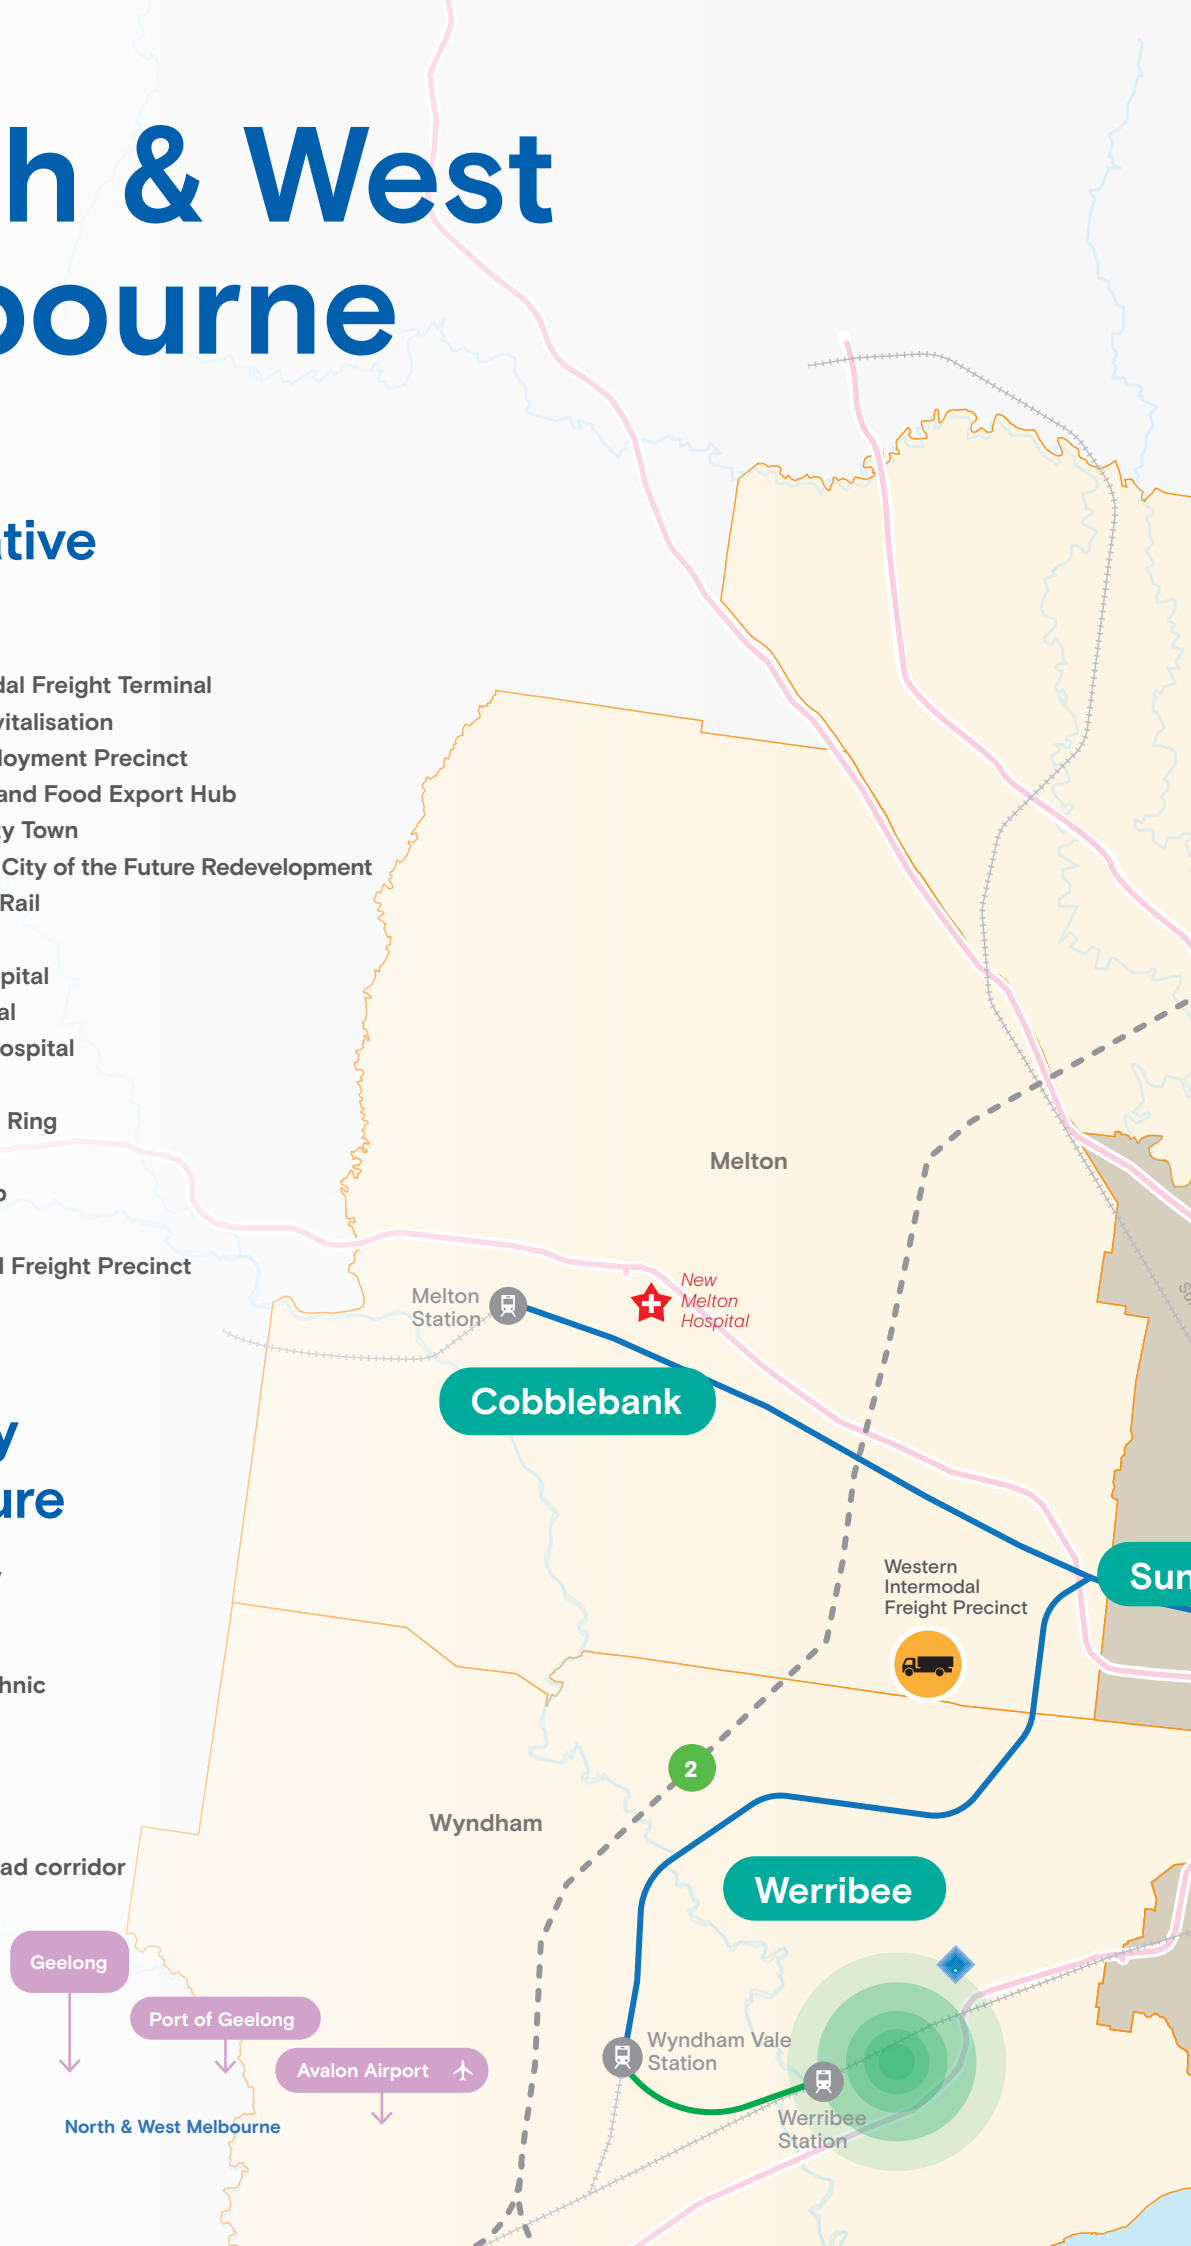 h & West
bourne
ative
dal Freight Terminal
vitalisation
loyment Precinct
and Food Export Hub
ty Town
City of the Future Redevelopment
Rail
pital
al
ospital
Ring
Melton
l Freight Precinct
New
Melton
Hospital
Melton
Station
Cobblebank
y
ure
Western
Intermodal
Freight Precinct
Sun
hnic
2
Wyndham
ad corridor
Werribee
Geelong
Port of Geelong
Wyndham Vale
Station
Avalon Airport
Werribee
Station
North & West Melbourne